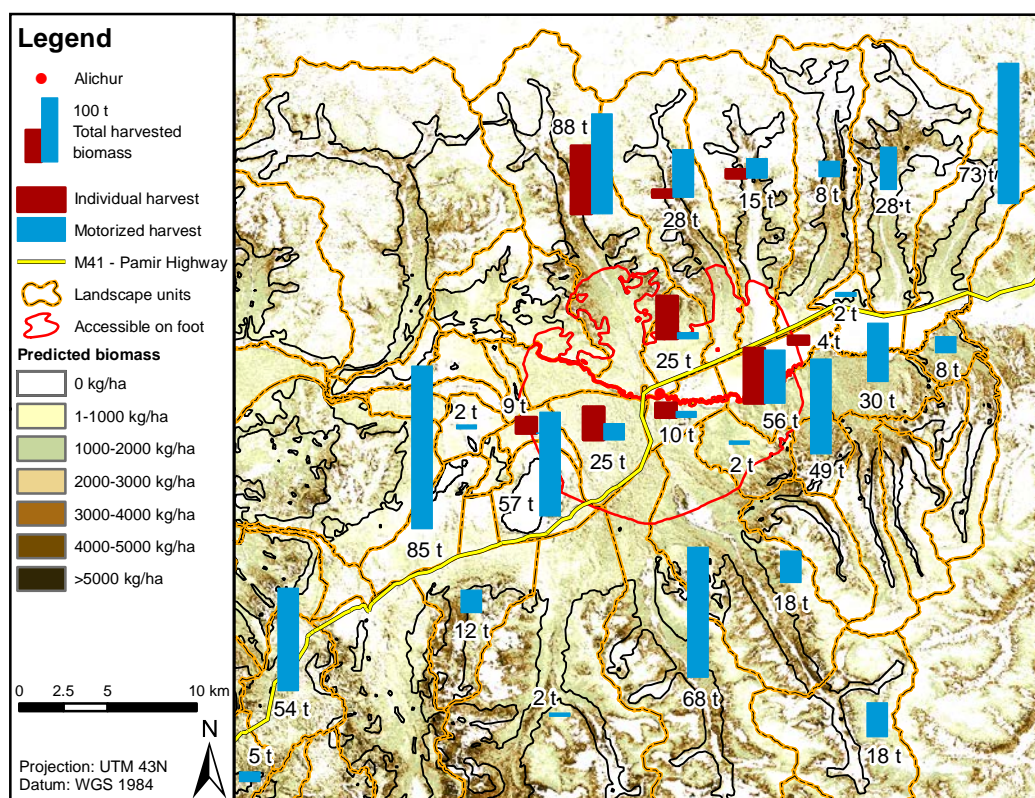 Legend
Alichur
100 t
Total harvested
biomass
Individual harvest
Motorized harvest
M41 - Pamir Highway
Landscape units
Accessible on foot
Predicted biomass
0 kg/ha
1-1000 kg/ha
1000-2000 kg/ha
2000-3000 kg/ha
3000-4000 kg/ha
4000-5000 kg/ha
>5000 kg/ha
0 2.5 5 10 km
N
Projection: UTM 43N
Datum: WGS 1984
88 t
28 t
15 t
8 t
28 t
73 t
2 t
4 t
25 t
8 t
30 t
9 t
2 t
10 t
56 t
25 t
2 t
49 t
57 t
85 t
18 t
12 t
68 t
2 t
54 t
18 t
5 t